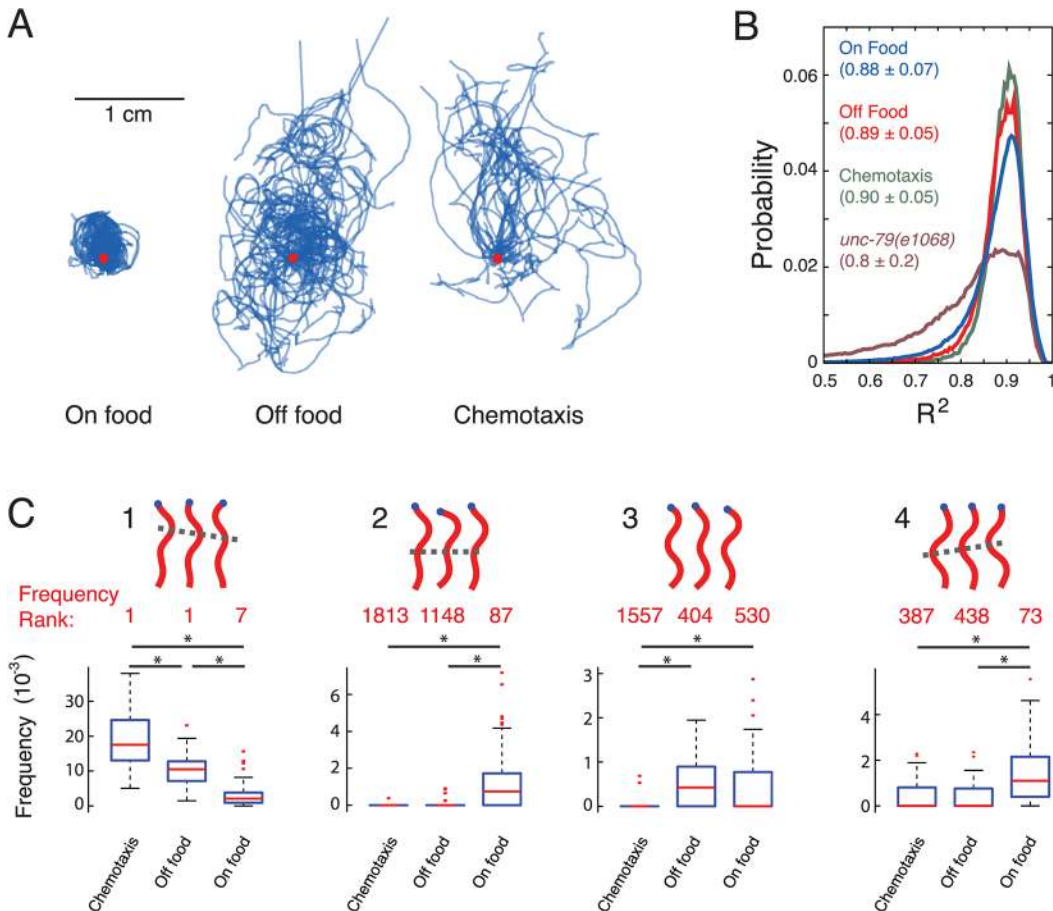 A
1 cm
On food
Off food
Chemotaxis
B
On Food
(0.88 ± 0.07)
Off Food
(0.89 ± 0.05)
Chemotaxis
(0.90 ± 0.05)
unc-79(e1068)
(0.8 ± 0.2)
Probability
0.06
0.04
0.02
0
0.5 0.6 0.7 0.8 0.9 1
R²
C
1 2 3 4
Frequency
Rank:
1 1 7
1813 1148 87
1557 404 530
387 438 73
* * *
* *
* *
* *
Frequency (10⁻³)
30
20
10
0
Chemotaxis
Off food
On food
6
4
2
0
Chemotaxis
Off food
On food
3
2
1
0
Chemotaxis
Off food
On food
4
2
0
Chemotaxis
Off food
On food